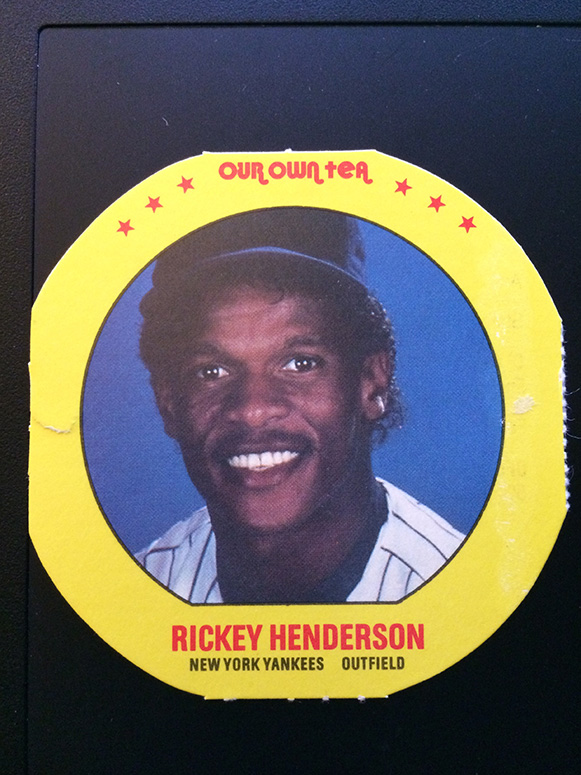 OUR OWN TEA
RICKEY HENDERSON
NEW YORK YANKEES OUTFIELD